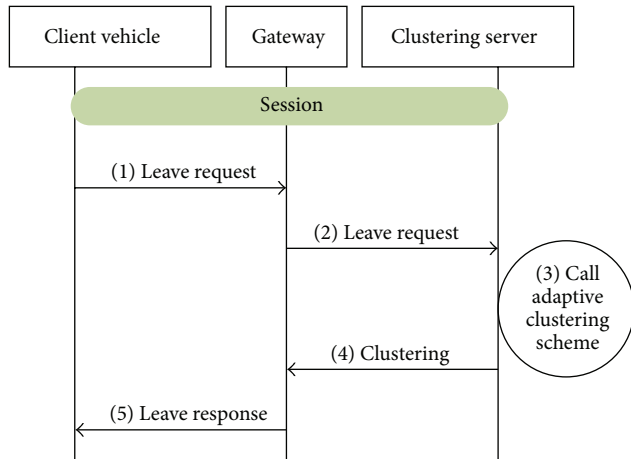 Client vehicle
Gateway
Clustering server
Session
(1) Leave request
(2) Leave request
(3) Call
adaptive
clustering
scheme
(4) Clustering
(5) Leave response